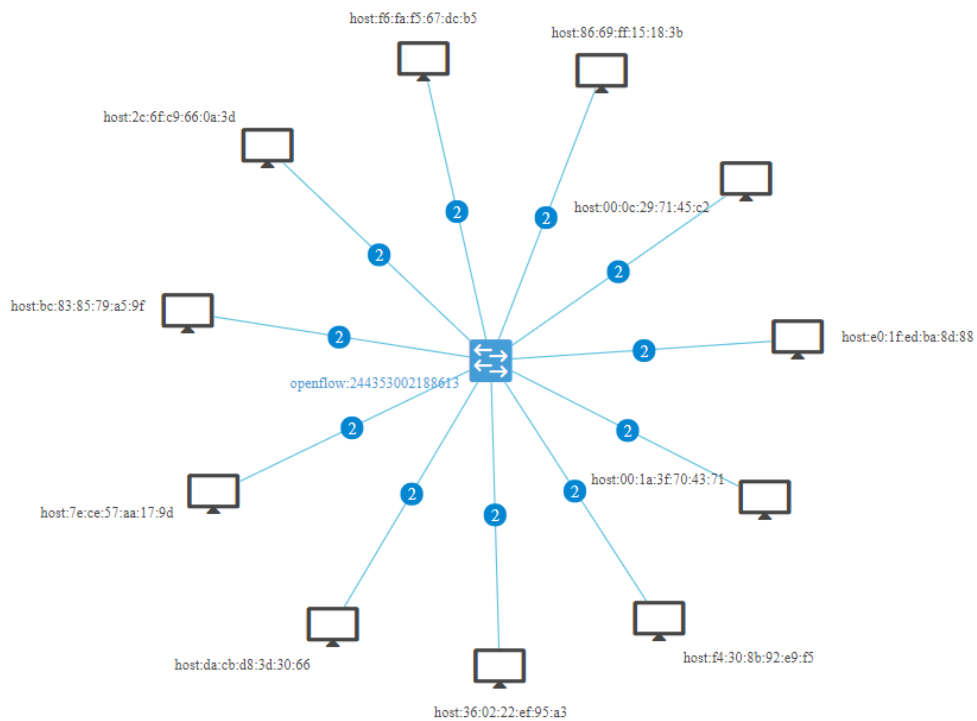 host:f6:fa:f5:67:dc:b5
host:86:69:ff:15:18:3b
host:2c:6f:c9:66:0a:3d
host:00:0c:29:71:45:c2
2
2
2
2
host:bc:83:85:79:a5:9f
2
2
host:e0:1f:ed:ba:8d:88
openflow:244353002188613
2
2
host:00:1a:3f:70:43:71
host:7e:ce:57:aa:17:9d
2
2
2
host:da:cb:d8:3d:30:66
host:f4:30:8b:92:e9:f5
host:36:02:22:ef:95:a3